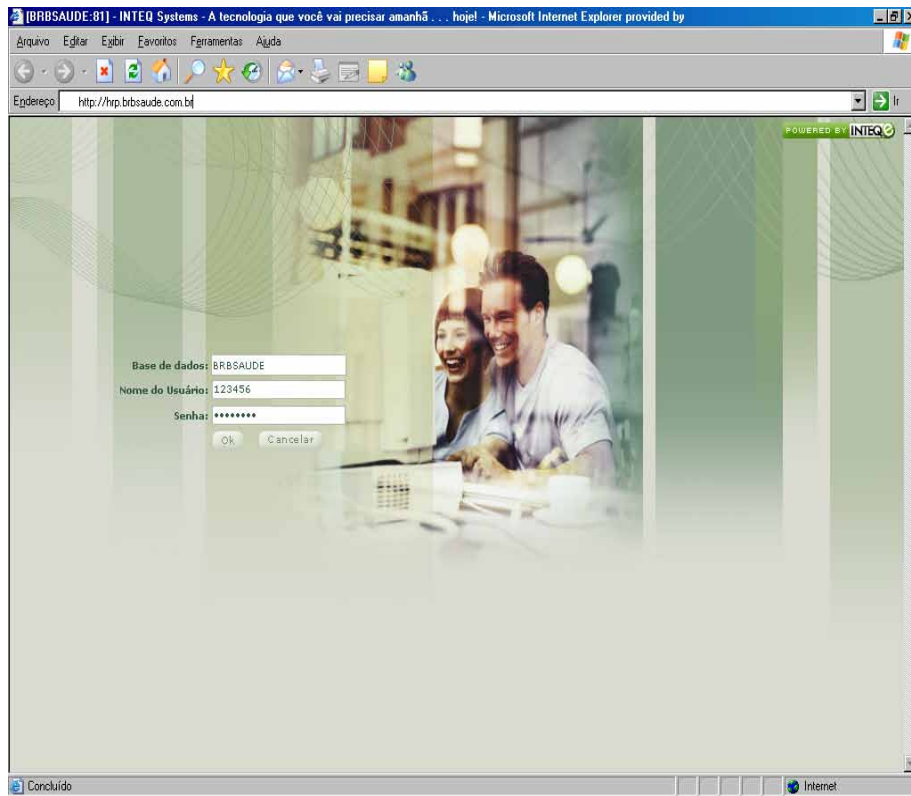 [BRBSAUDE:81] - INTEQ Systems - A tecnologia que você vai precisar amanhã . . . hoje! - Microsoft Internet Explorer provided by
Arquivo Editar Exibir Favoritos Ferramentas Ajuda
Endereço http://hrp.brbsaude.com.br Ir
POWERED BY INTEQ
Base de dados: BRBSAUDE
Nome do Usuário: 123456
Senha: ••••••••
Ok Cancelar
Concluído Internet